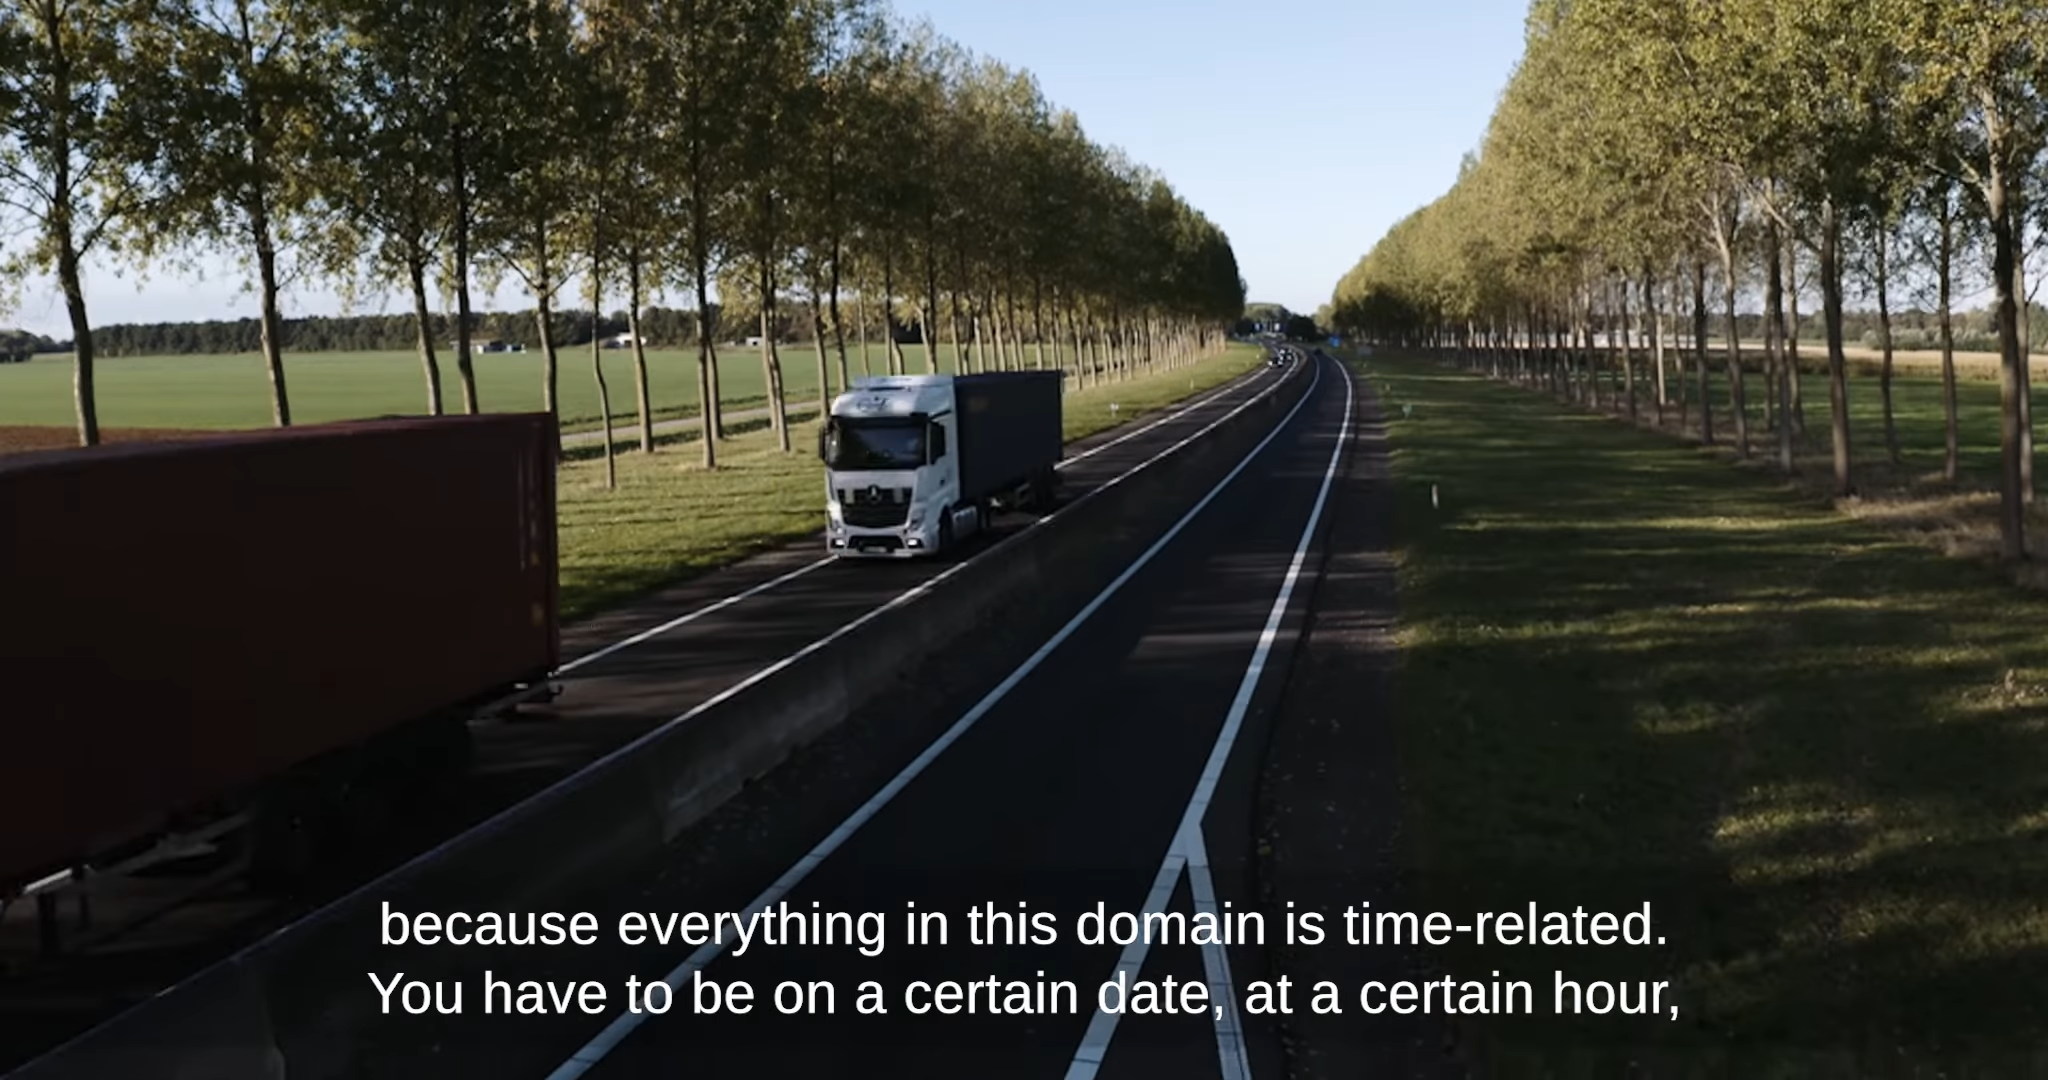 because everything in this domain is time-related.
You have to be on a certain date, at a certain hour,